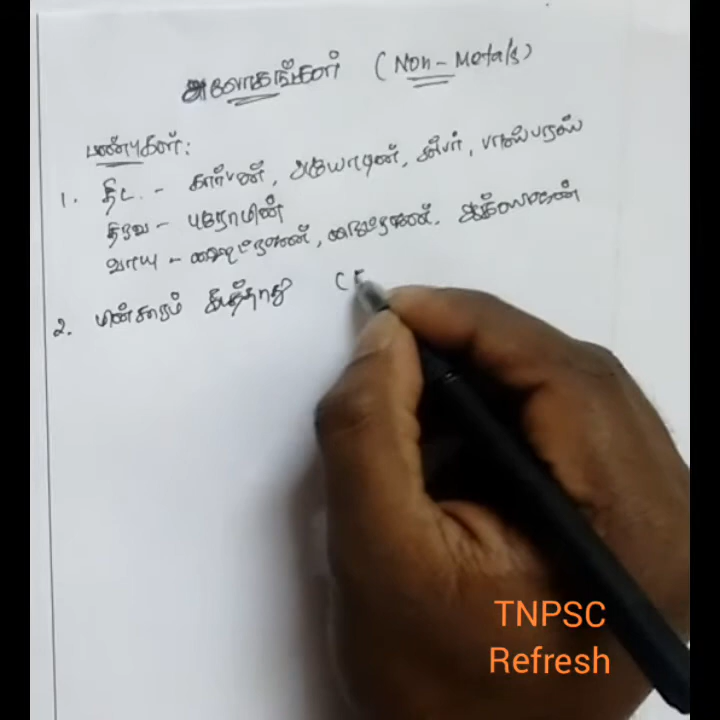 அலோகங்கள் (Non-Metals)
பண்புகள்:
1. திட - கார்பன், அயோடின், சல்பர், பாஸ்பரஸ்
திரவ - புரோமின்
வாயு - ஹைட்ரஜன், நைட்ரஜன், ஆக்ஸிஜன்
2. மின்சாரம் கடத்தாது (
TNPSC
Refresh